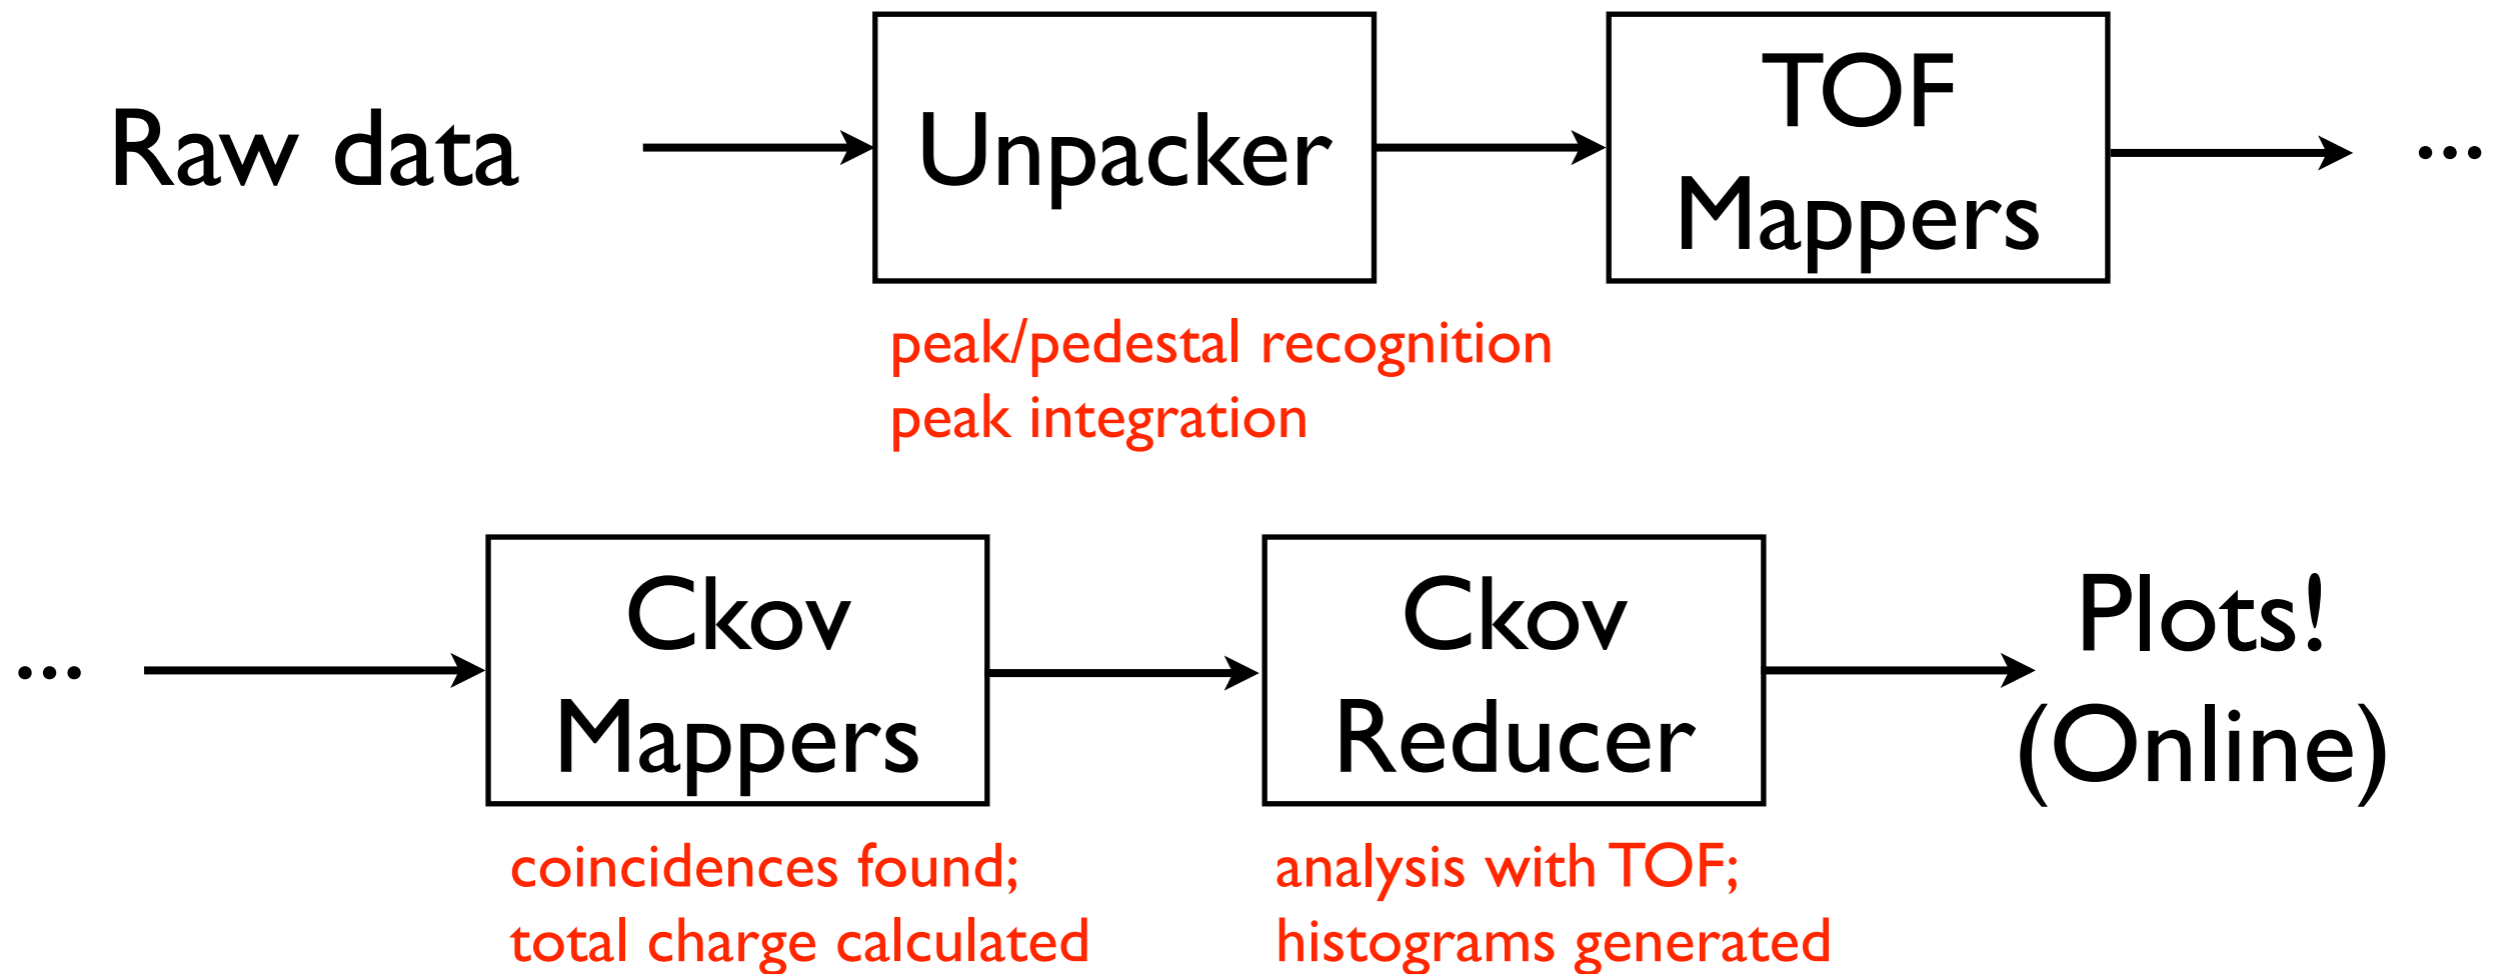 Raw data
Unpacker
TOF
Mappers
...
peak/pedestal recognition
peak integration
...
Ckov
Mappers
Ckov
Reducer
Plots!
(Online)
coincidences found;
total charge calculated
analysis with TOF;
histograms generated